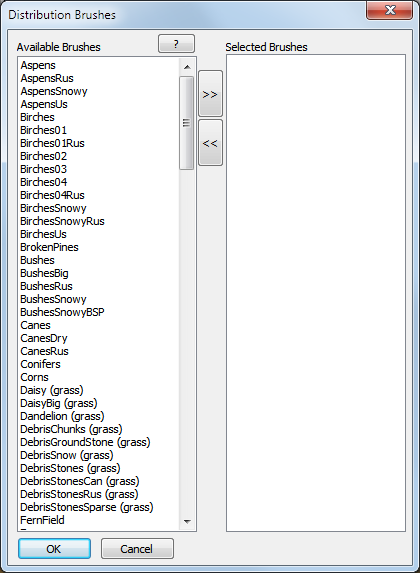 Distribution Brushes
Available Brushes
?
Selected Brushes
Aspens
AspensRus
AspensSnowy
AspensUs
Birches
Birches01
Birches01Rus
Birches02
Birches03
Birches04
Birches04Rus
BirchesSnowy
BirchesSnowyRus
BirchesUs
BrokenPines
Bushes
BushesBig
BushesRus
BushesSnowy
BushesSnowyBSP
Canes
CanesDry
CanesRus
Conifers
Corns
Daisy (grass)
DaisyBig (grass)
Dandelion (grass)
DebrisChunks (grass)
DebrisGroundStone (grass)
DebrisSnow (grass)
DebrisStones (grass)
DebrisStonesCan (grass)
DebrisStonesRus (grass)
DebrisStonesSparse (grass)
FernField
>>
<<
OK
Cancel